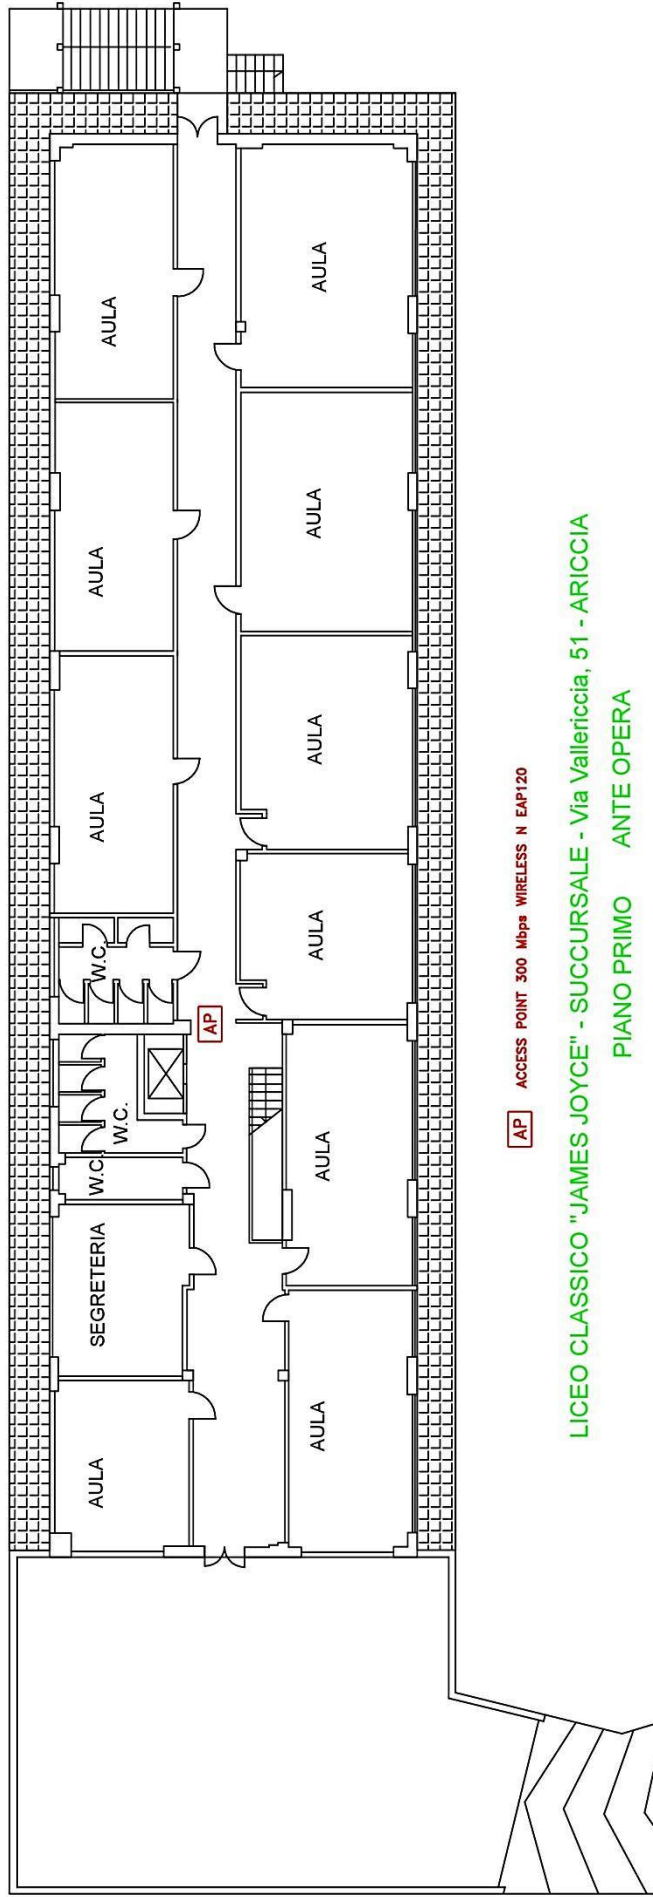 AULA
SEGRETERIA
W.C.
W.C.
W.C.
AULA
AULA
AULA
AP
AULA
AULA
AULA
AULA
AULA
AULA
AP ACCESS POINT 300 Mbps WIRELESS N EAP120
LICEO CLASSICO "JAMES JOYCE" - SUCCURSALE - Via Vallericcia, 51 - ARICCIA
PIANO PRIMO ANTE OPERA